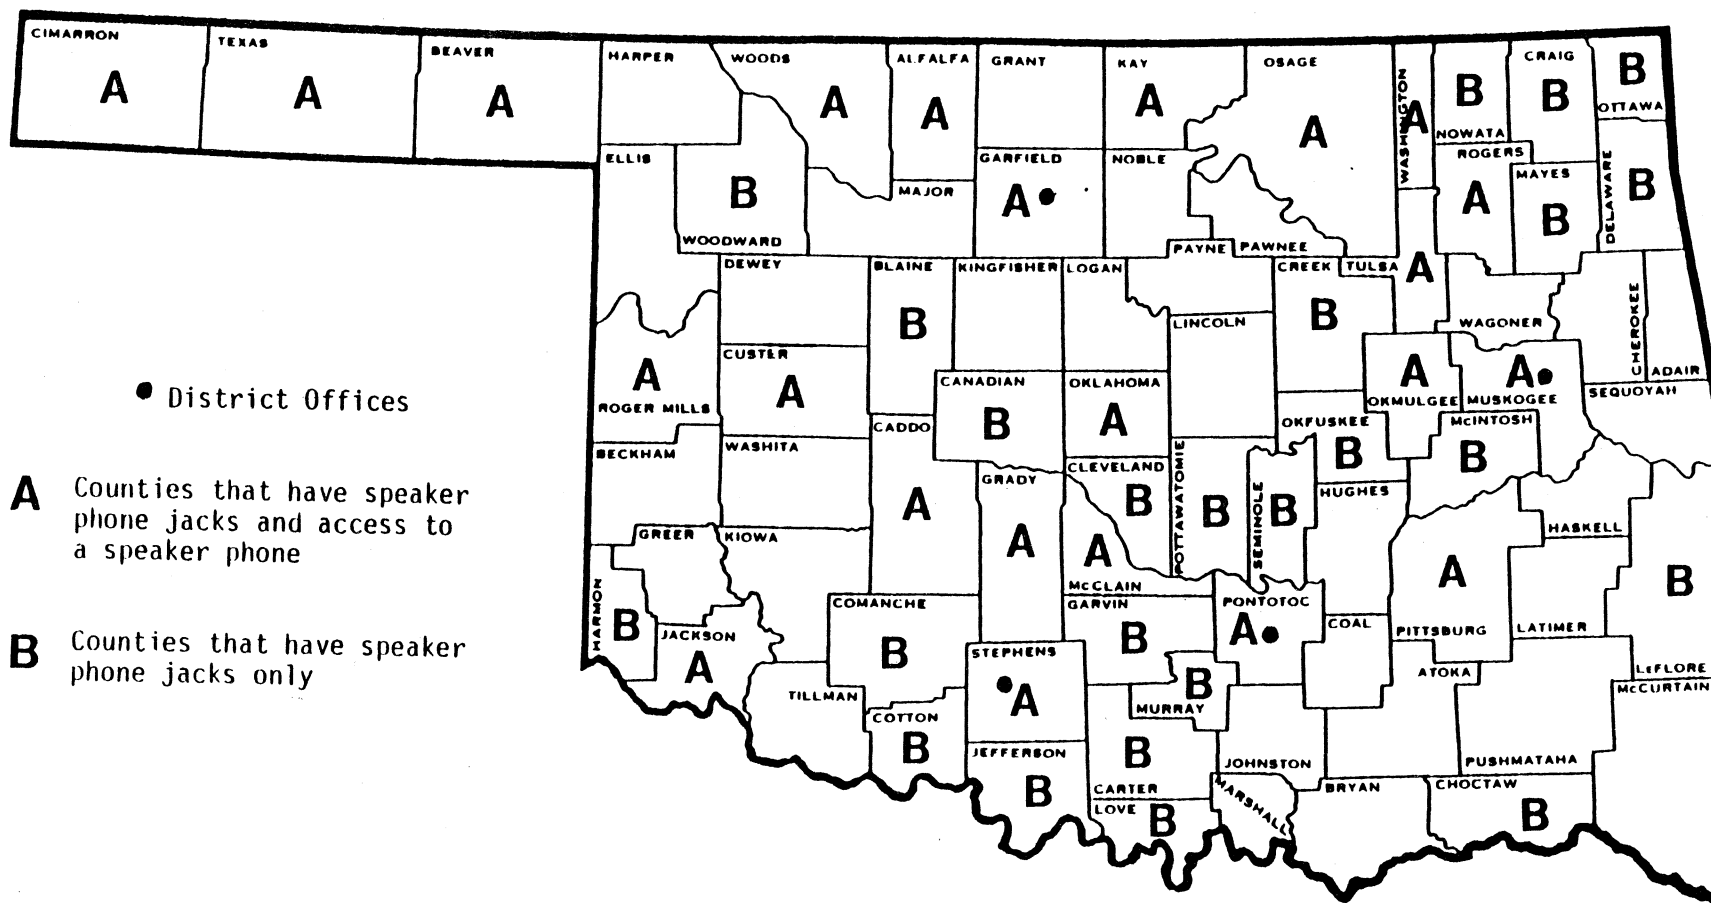 CIMARRON
A
TEXAS
A
BEAVER
A
HARPER
WOODS
A
ALFALFA
A
GRANT
KAY
A
OSAGE
A
WASHINGTON
A
B
NOWATA
CRAIG
B
B
OTTAWA
ELLIS
B
WOODWARD
MAJOR
GARFIELD
A
NOBLE
ROGERS
A
MAYES
B
DELAWARE
B
PAYNE
PAWNEE
DEWEY
BLAINE
B
KINGFISHER
LOGAN
CREEK
B
TULSA
A
LINCOLN
WAGONER
CHEROKEE
ADAIR
A
ROGER MILLS
CUSTER
A
CANADIAN
B
OKLAHOMA
A
A
OKMULGEE
A
MUSKOGEE
SEQUOYAH
District Offices
BECKHAM
WASHITA
CADDO
A
GRADY
A
CLEVELAND
B
POTTAWATOMIE
B
SEMINOLE
B
OKFUSKEE
B
McINTOSH
B
HUGHES
HASKELL
A Counties that have speaker
phone jacks and access to
a speaker phone
GREER
KIOWA
A
McCLAIN
HARMON
B
JACKSON
A
COMANCHE
B
GARVIN
B
PONTOTOC
A
COAL
A
PITTSBURG
LATIMER
B
LeFLORE
B Counties that have speaker
phone jacks only
TILLMAN
COTTON
B
STEPHENS
A
B
MURRAY
ATOKA
McCURTAIN
JEFFERSON
B
B
CARTER
LOVE
B
JOHNSTON
MARSHALL
BRYAN
PUSHMATAHA
CHOCTAW
B